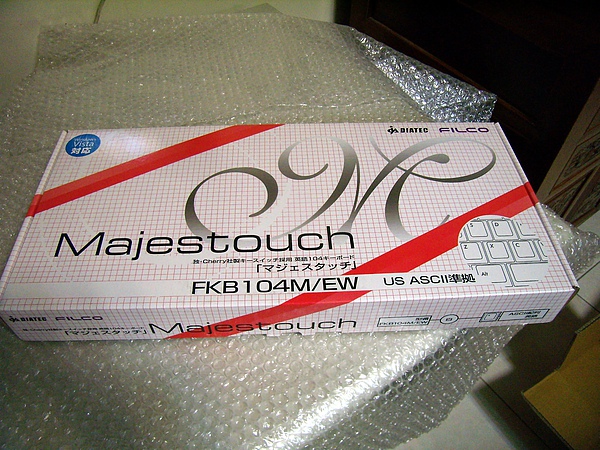 Windows
Vista
対応
DIATEC FILCO
Majestouch
独・Cherry社製キースイッチ採用 英語104キーボード
「マジェスタッチ」
FKB104M/EW
US ASCII準拠
S D
Z X C
Alt
DIATEC FILCO
「マジェスタッチ」
Majestouch
FKB104M/EW